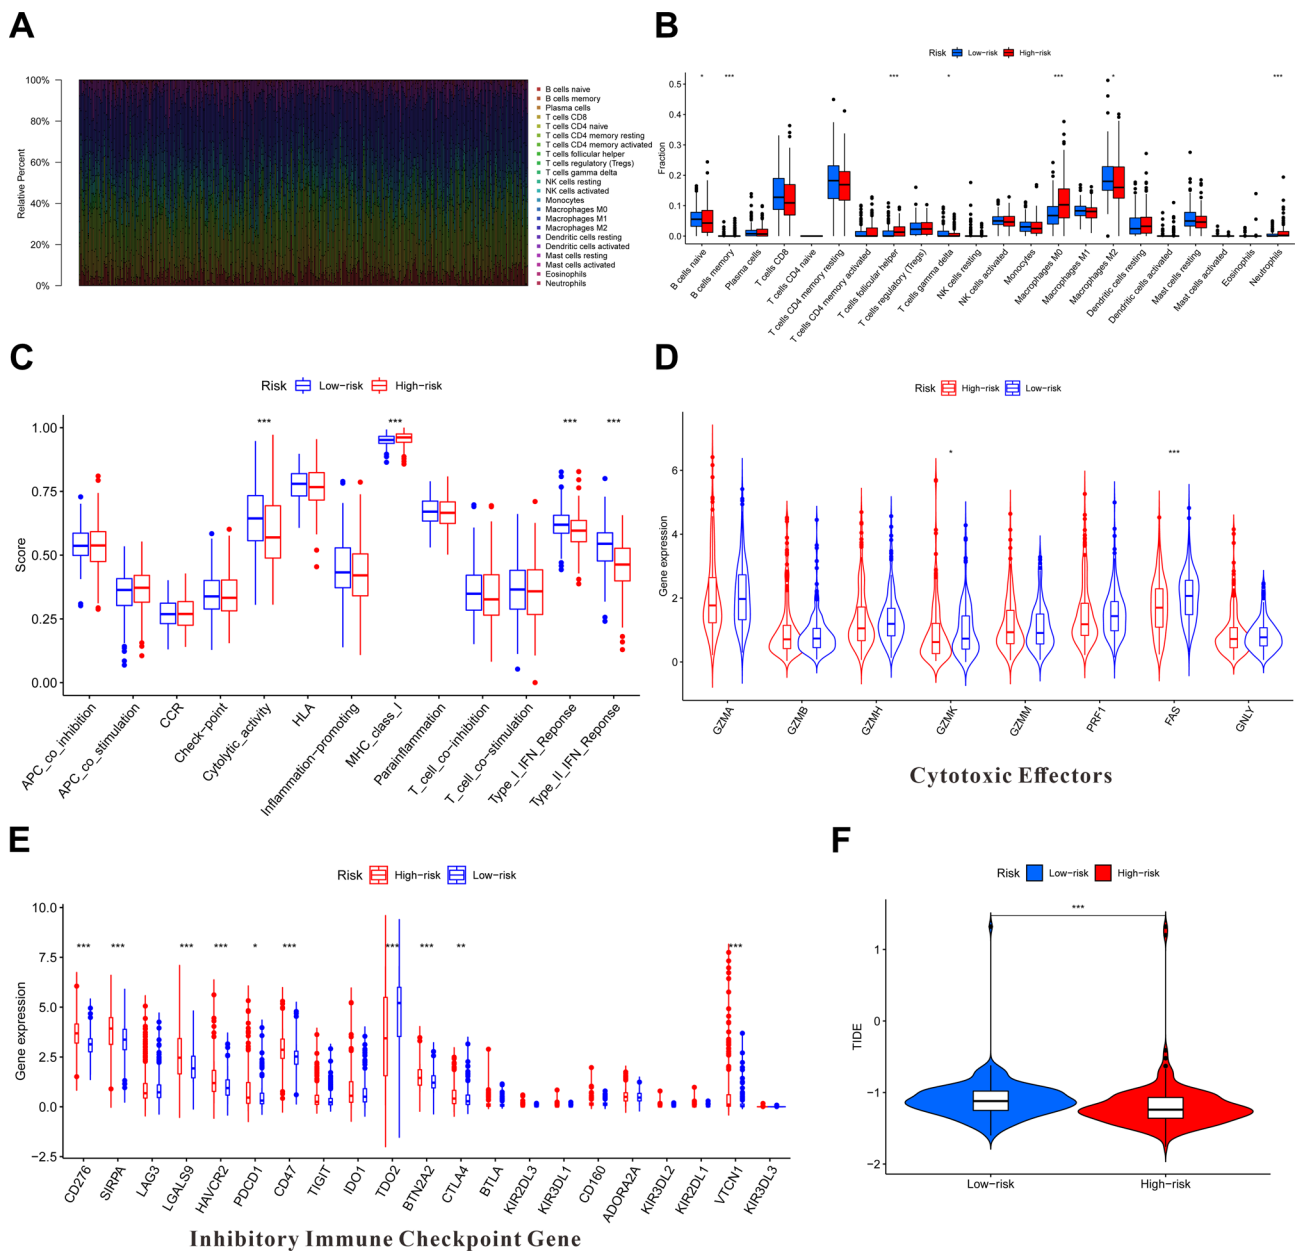 A
100%
80%
60%
40%
20%
0%
Relative Percent
B cells naive
B cells memory
Plasma cells
T cells CD8
T cells CD4 naive
T cells CD4 memory resting
T cells CD4 memory activated
T cells follicular helper
T cells regulatory (Tregs)
T cells gamma delta
NK cells resting
NK cells activated
Monocytes
Macrophages M0
Macrophages M1
Macrophages M2
Dendritic cells resting
Dendritic cells activated
Mast cells resting
Mast cells activated
Eosinophils
Neutrophils
B
Risk Low-risk High-risk
* *** *** * *** * ***
0.5
0.4
0.3
0.2
0.1
0.0
Fraction
B cells naive
B cells memory
Plasma cells
T cells CD8
T cells CD4 naive
T cells CD4 memory resting
T cells CD4 memory activated
T cells follicular helper
T cells regulatory (Tregs)
T cells gamma delta
NK cells resting
NK cells activated
Monocytes
Macrophages M0
Macrophages M1
Macrophages M2
Dendritic cells resting
Dendritic cells activated
Mast cells resting
Mast cells activated
Eosinophils
Neutrophils
C
Risk Low-risk High-risk
*** *** *** ***
1.00
0.75
0.50
0.25
0.00
Score
APC_co_inhibition
APC_co_stimulation
CCR
Check-point
Cytolytic_activity
HLA
Inflammation-promoting
MHC_class_I
Parainflammation
T_cell_co-inhibition
T_cell_co-stimulation
Type_I_IFN_Reponse
Type_II_IFN_Reponse
D
Risk High-risk Low-risk
* ***
6
4
2
0
Gene expression
GZMA
GZMB
GZMH
GZMK
GZMM
PRF1
FAS
GNLY
Cytotoxic Effectors
E
Risk High-risk Low-risk
*** *** *** *** * *** *** *** ** ***
10.0
7.5
5.0
2.5
0.0
−2.5
Gene expression
CD276
SIRPA
LAG3
LGALS9
HAVCR2
PDCD1
CD47
TIGIT
IDO1
TDO2
BTN2A2
CTLA4
BTLA
KIR2DL3
KIR3DL1
CD160
ADORA2A
KIR3DL2
KIR2DL1
VTCN1
KIR3DL3
Inhibitory Immune Checkpoint Gene
F
Risk Low-risk High-risk
***
1
0
−1
−2
TIDE
Low-risk
High-risk